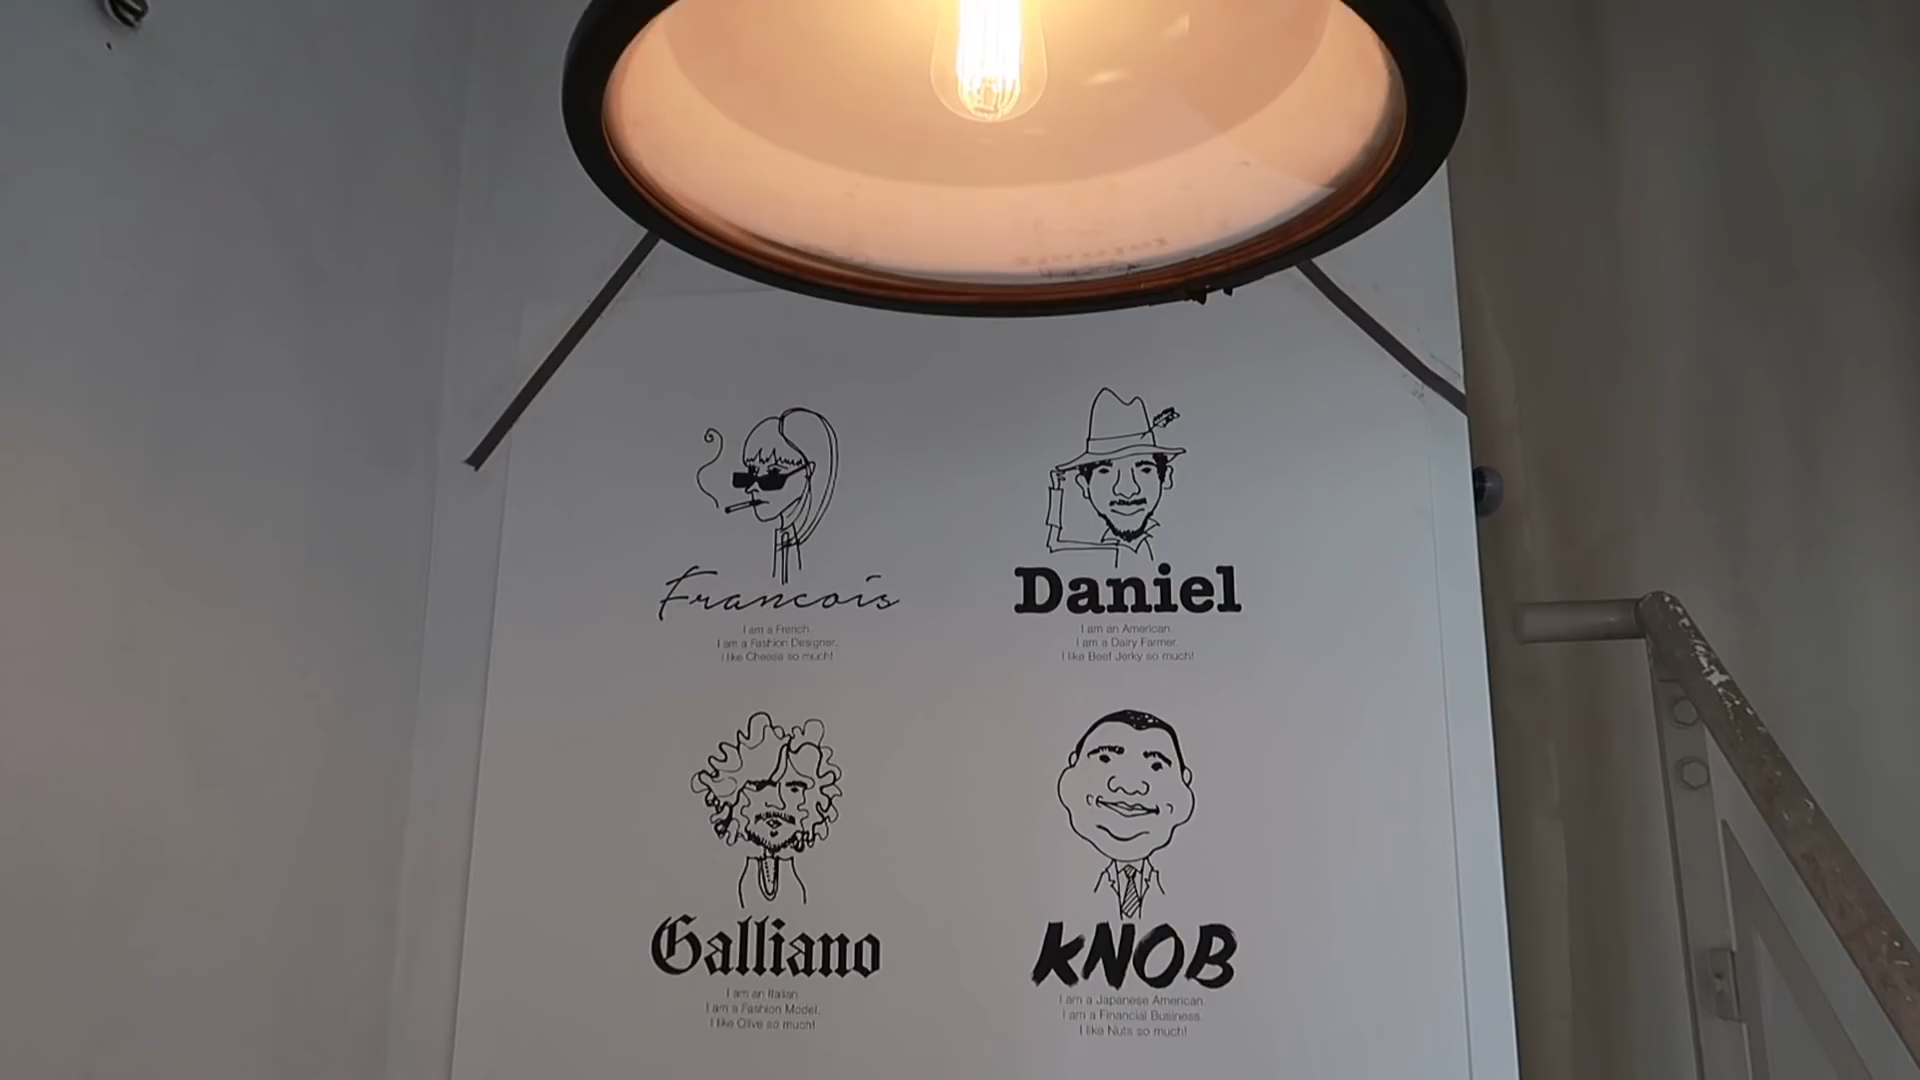 Francois
I am a French.
I am a Fashion Designer.
I like Cheese so much!
Daniel
I am an American.
I am a Dairy Farmer.
I like Beef Jerky so much!
Galliano
I am an Italian.
I am a Fashion Model.
I like Olive so much!
KNOB
I am a Japanese American.
I am a Financial Business.
I like Nuts so much!